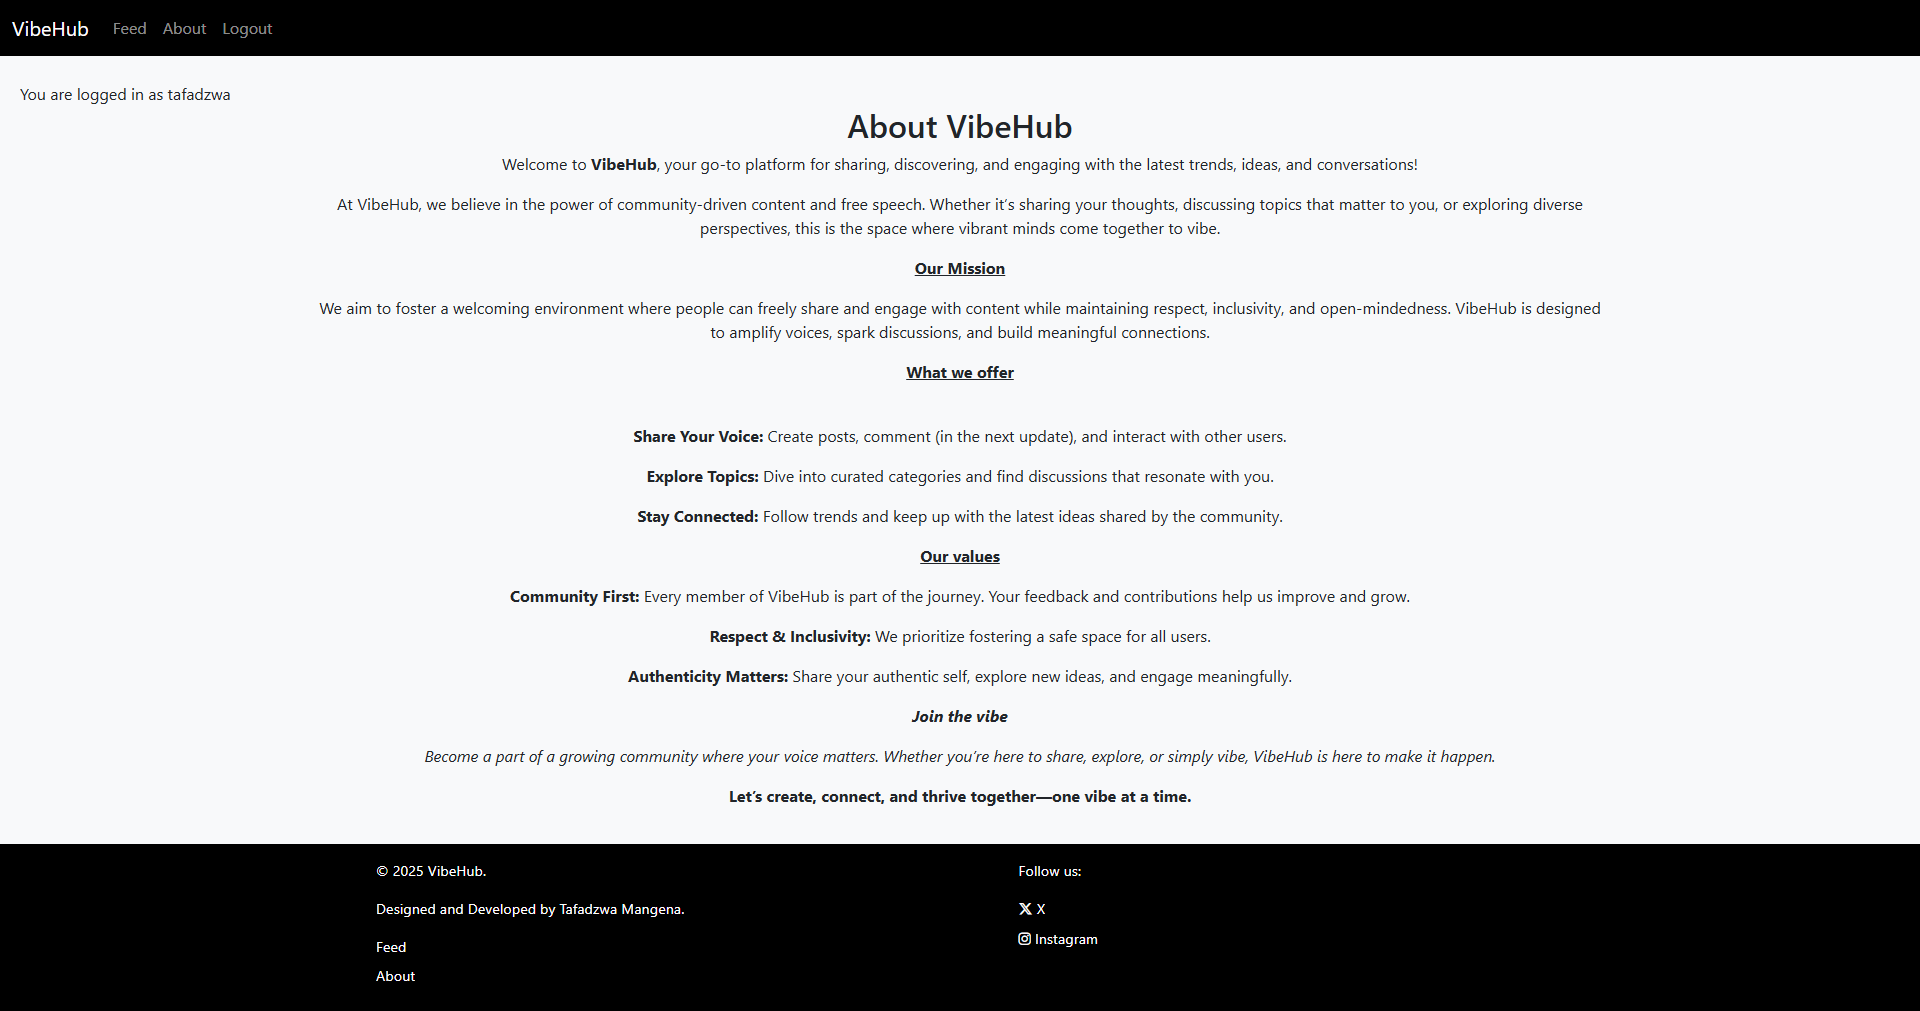 VibeHub Feed About Logout
You are logged in as tafadzwa
About VibeHub
Welcome to VibeHub, your go-to platform for sharing, discovering, and engaging with the latest trends, ideas, and conversations!
At VibeHub, we believe in the power of community-driven content and free speech. Whether it’s sharing your thoughts, discussing topics that matter to you, or exploring diverse
perspectives, this is the space where vibrant minds come together to vibe.
Our Mission
We aim to foster a welcoming environment where people can freely share and engage with content while maintaining respect, inclusivity, and open-mindedness. VibeHub is designed
to amplify voices, spark discussions, and build meaningful connections.
What we offer
Share Your Voice: Create posts, comment (in the next update), and interact with other users.
Explore Topics: Dive into curated categories and find discussions that resonate with you.
Stay Connected: Follow trends and keep up with the latest ideas shared by the community.
Our values
Community First: Every member of VibeHub is part of the journey. Your feedback and contributions help us improve and grow.
Respect & Inclusivity: We prioritize fostering a safe space for all users.
Authenticity Matters: Share your authentic self, explore new ideas, and engage meaningfully.
Join the vibe
Become a part of a growing community where your voice matters. Whether you’re here to share, explore, or simply vibe, VibeHub is here to make it happen.
Let’s create, connect, and thrive together—one vibe at a time.
© 2025 VibeHub.
Designed and Developed by Tafadzwa Mangena.
Feed
About
Follow us:
X
Instagram